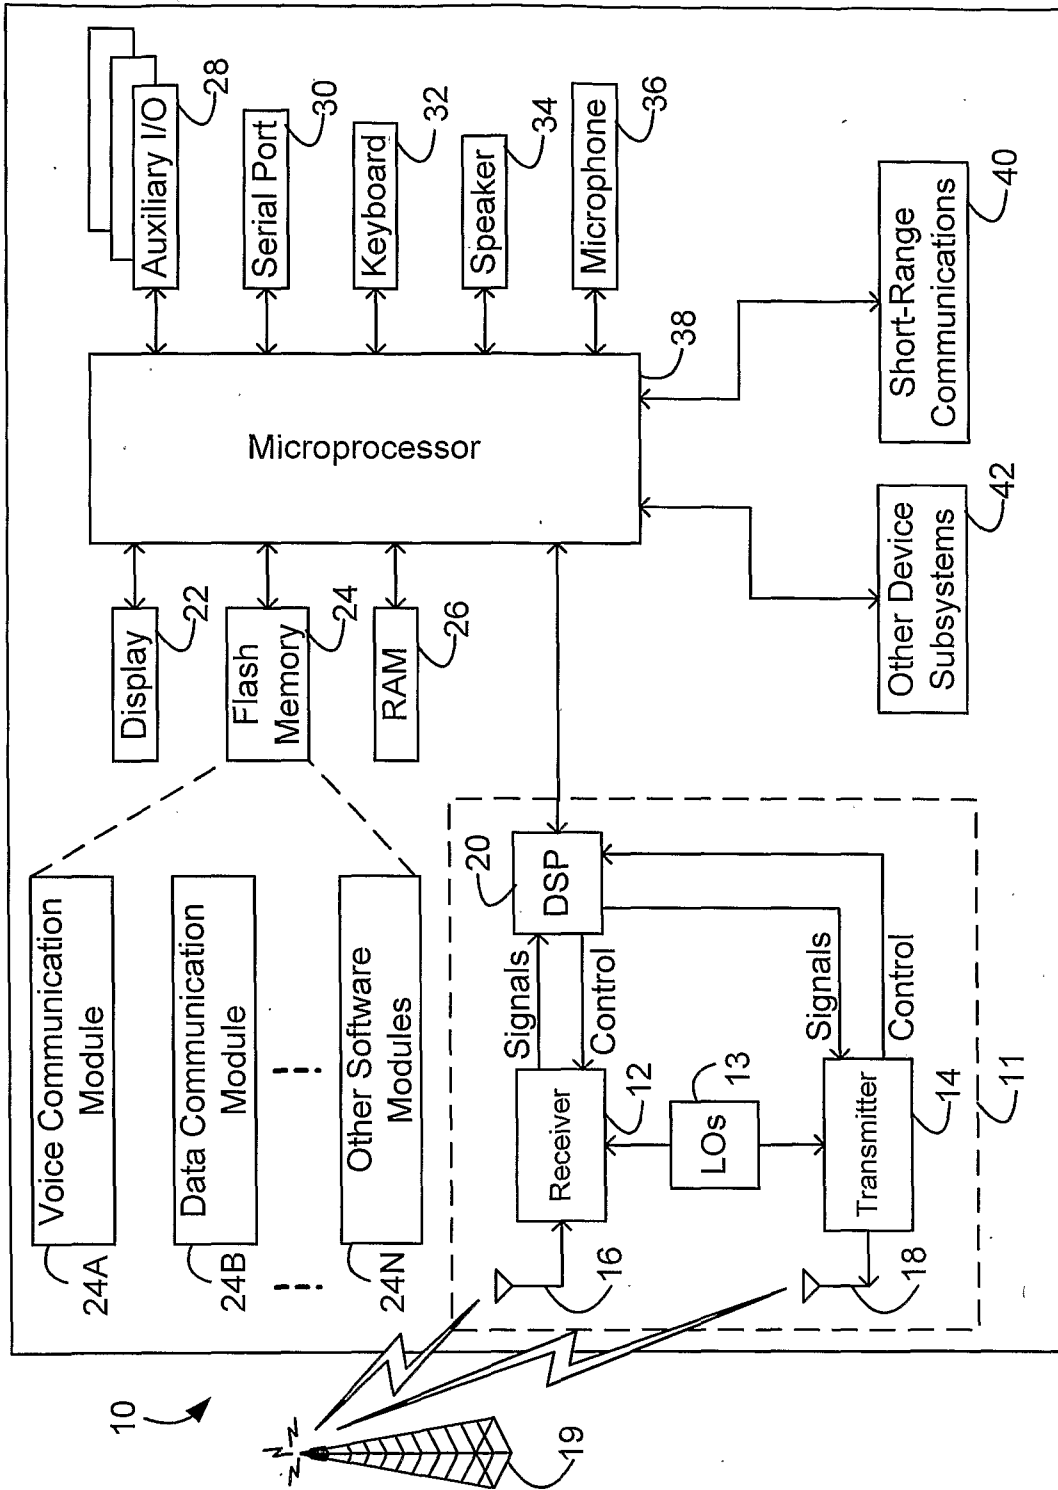 10
19
Voice Communication
Module
24A
Data Communication
Module
24B
Other Software
Modules
24N
Display
22
Flash
Memory
24
RAM
26
Microprocessor
38
Auxiliary I/O
28
Serial Port
30
Keyboard
32
Speaker
34
Microphone
36
Short-Range
Communications
40
Other Device
Subsystems
42
DSP
20
Signals
Control
Receiver
12
16
LOs
13
Signals
Control
Transmitter
14
18
11